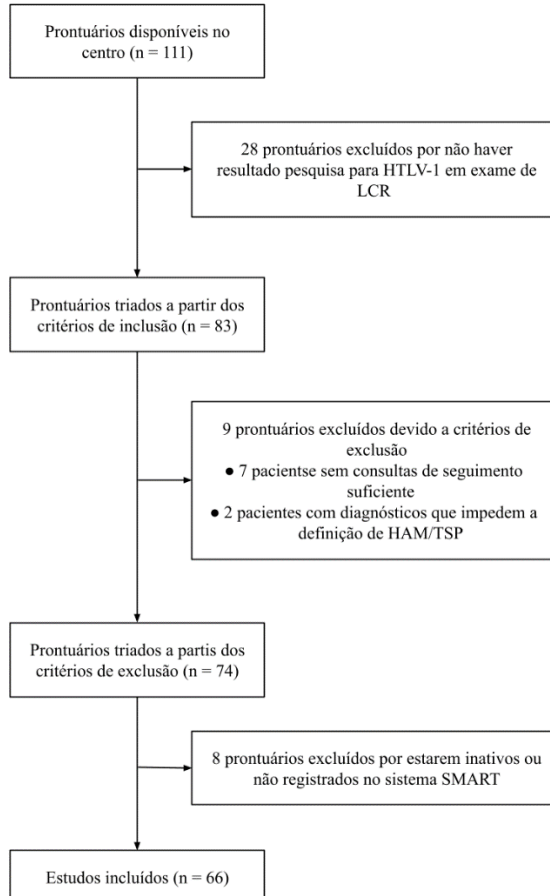 Prontuários disponíveis no
centro (n = 111)
28 prontuários excluídos por não haver
resultado pesquisa para HTLV-1 em exame de
LCR
Prontuários triados a partir dos
critérios de inclusão (n = 83)
9 prontuários excluídos devido a critérios de
exclusão
● 7 pacientse sem consultas de seguimento
suficiente
● 2 pacientes com diagnósticos que impedem a
definição de HAM/TSP
Prontuários triados a partis dos
critérios de exclusão (n = 74)
8 prontuários excluídos por estarem inativos ou
não registrados no sistema SMART
Estudos incluídos (n = 66)